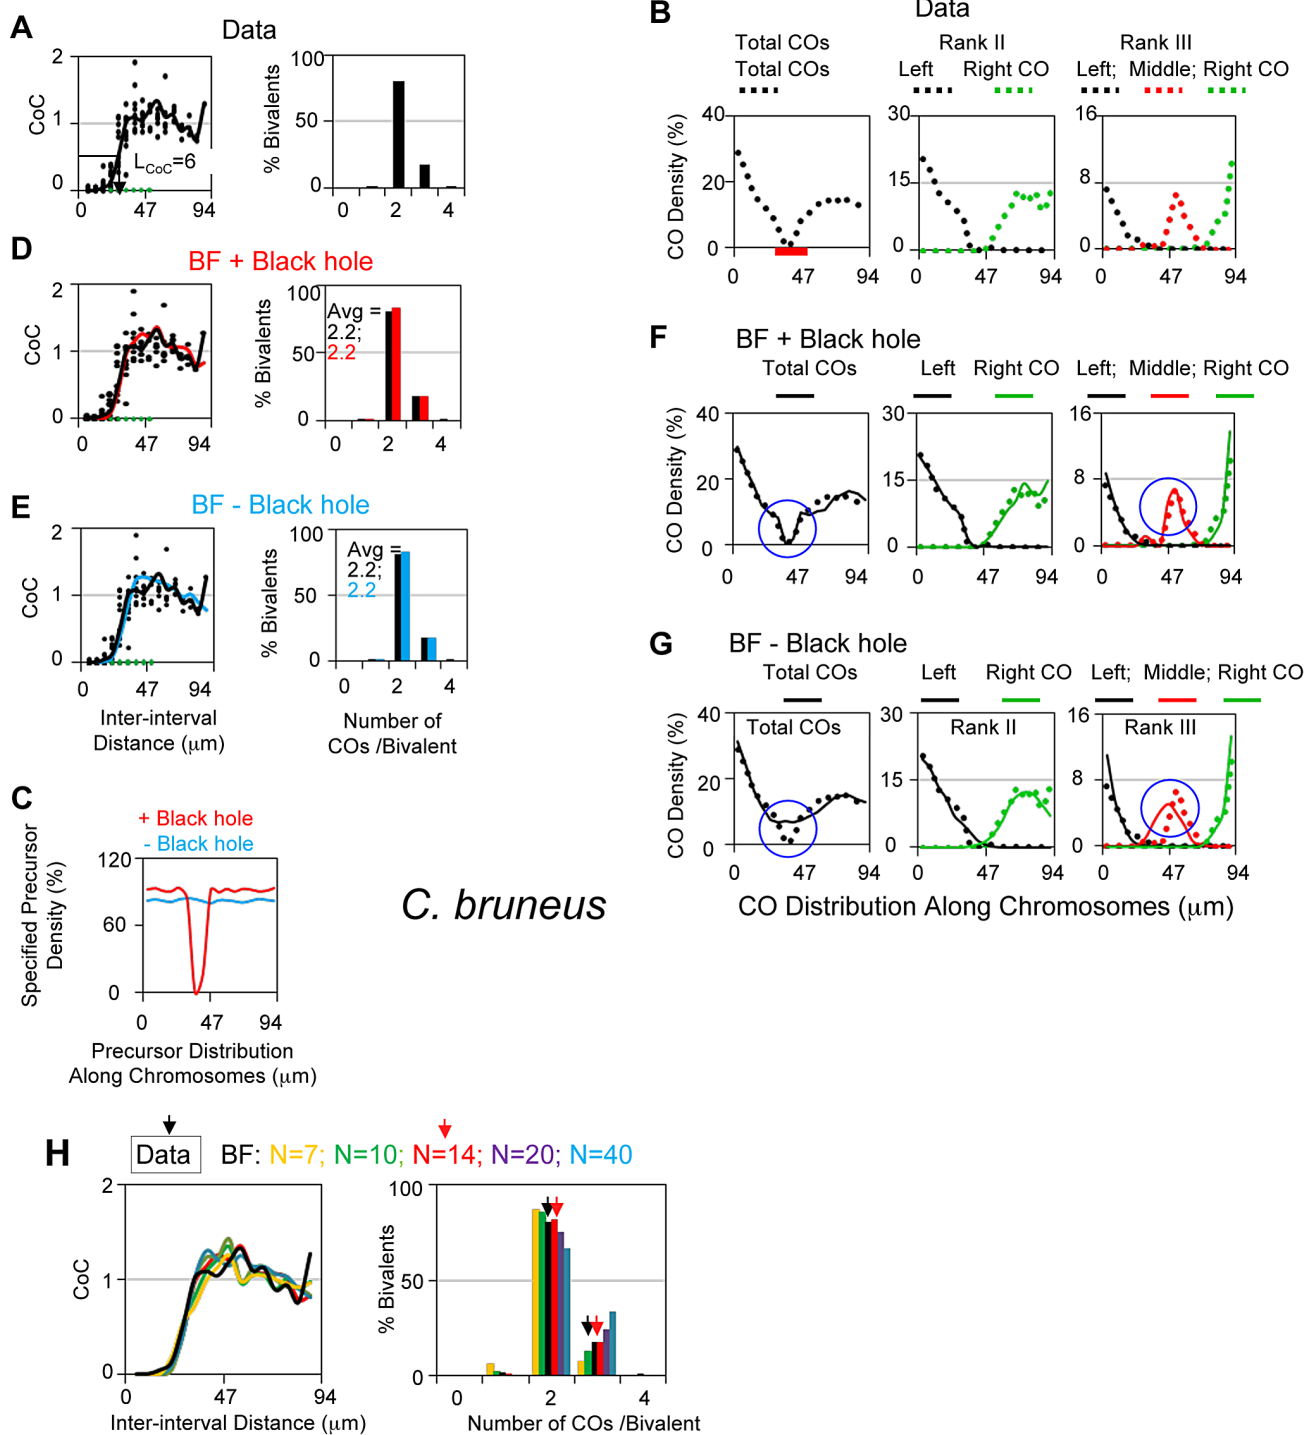 A
Data
2
1
0
CoC
L_CoC=6
0 47 94
100
50
0
% Bivalents
0 2 4
B
Data
Total COs Rank II Rank III
Total COs Left Right CO Left; Middle; Right CO
CO Density (%)
40
20
0
0 47 94
30
15
0
0 47 94
16
8
0
0 47 94
D
BF + Black hole
2
1
0
CoC
0 47 94
100
50
0
% Bivalents
Avg =
2.2;
2.2
0 2 4
F
BF + Black hole
Total COs Left Right CO Left; Middle; Right CO
CO Density (%)
40
20
0
0 47 94
30
15
0
0 47 94
16
8
0
0 47 94
E
BF - Black hole
2
1
0
CoC
0 47 94
Inter-interval
Distance (μm)
100
50
0
% Bivalents
Avg =
2.2;
2.2
0 2 4
Number of
COs /Bivalent
G
BF - Black hole
Total COs Left Right CO Left; Middle; Right CO
CO Density (%)
Total COs Rank II Rank III
40
20
0
0 47 94
30
15
0
0 47 94
16
8
0
0 47 94
CO Distribution Along Chromosomes (μm)
C
+ Black hole
- Black hole
Specified Precursor
Density (%)
120
60
0
0 47 94
Precursor Distribution
Along Chromosomes (μm)
C. bruneus
H
Data BF: N=7; N=10; N=14; N=20; N=40
2
1
0
CoC
0 47 94
Inter-interval Distance (μm)
100
50
0
% Bivalents
0 2 4
Number of COs /Bivalent